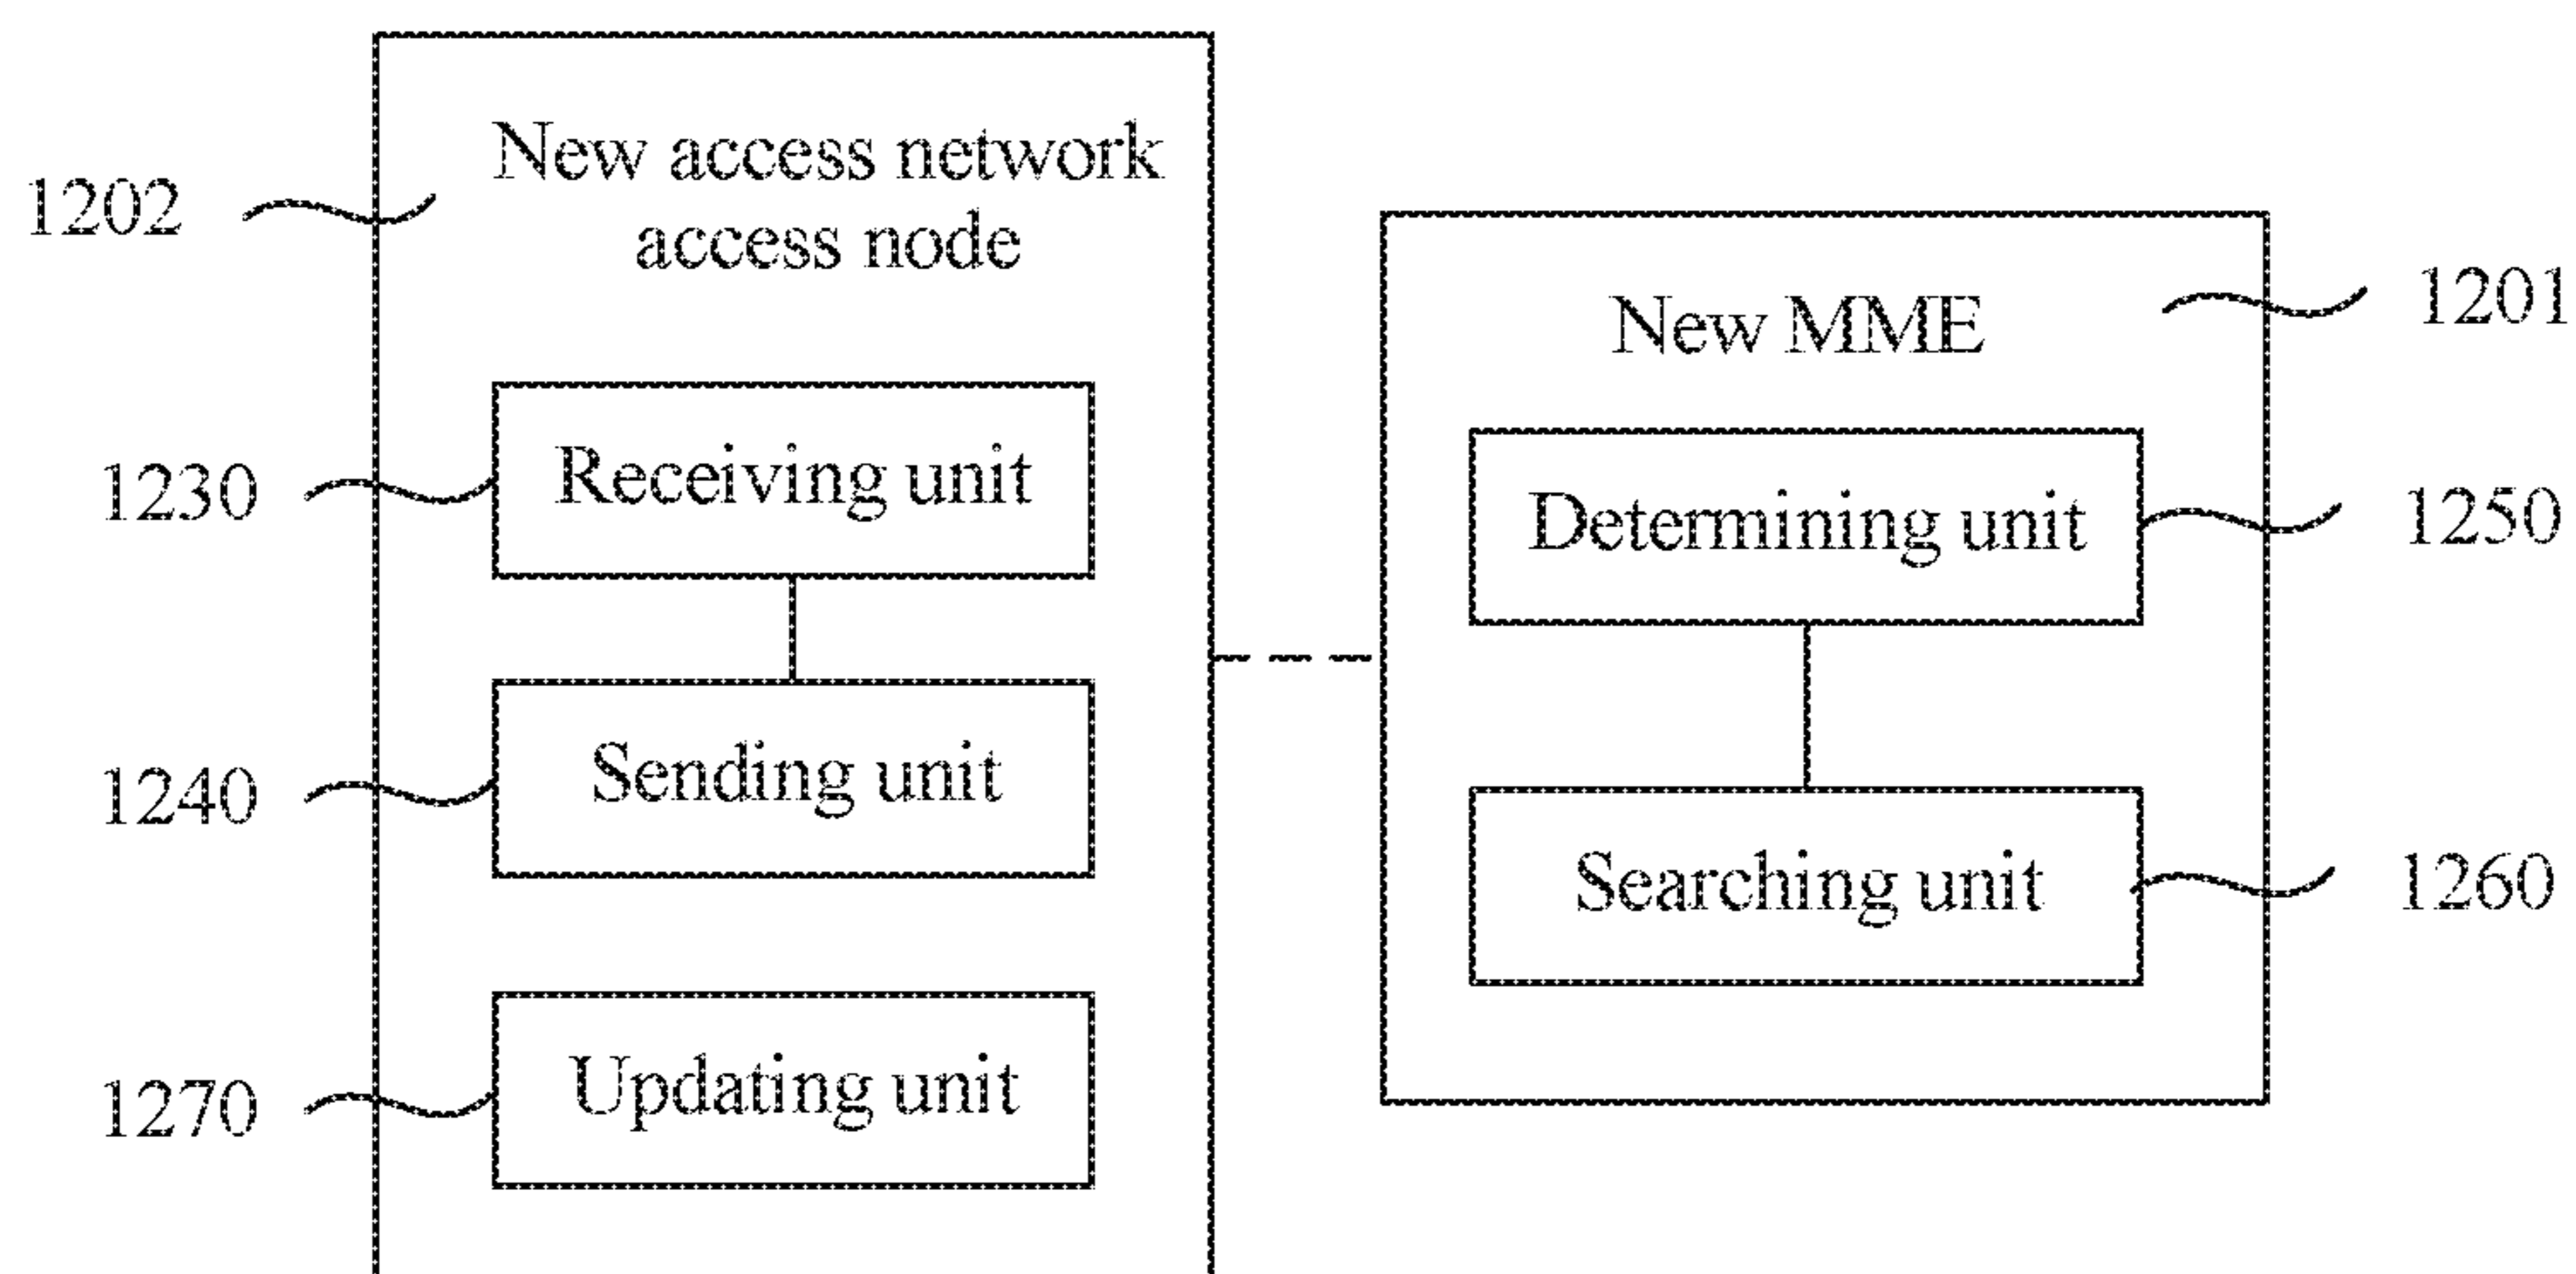 New access network
access node
1202
Receiving unit
1230
Sending unit
1240
Updating unit
1270
New MME
1201
Determining unit
1250
Searching unit
1260